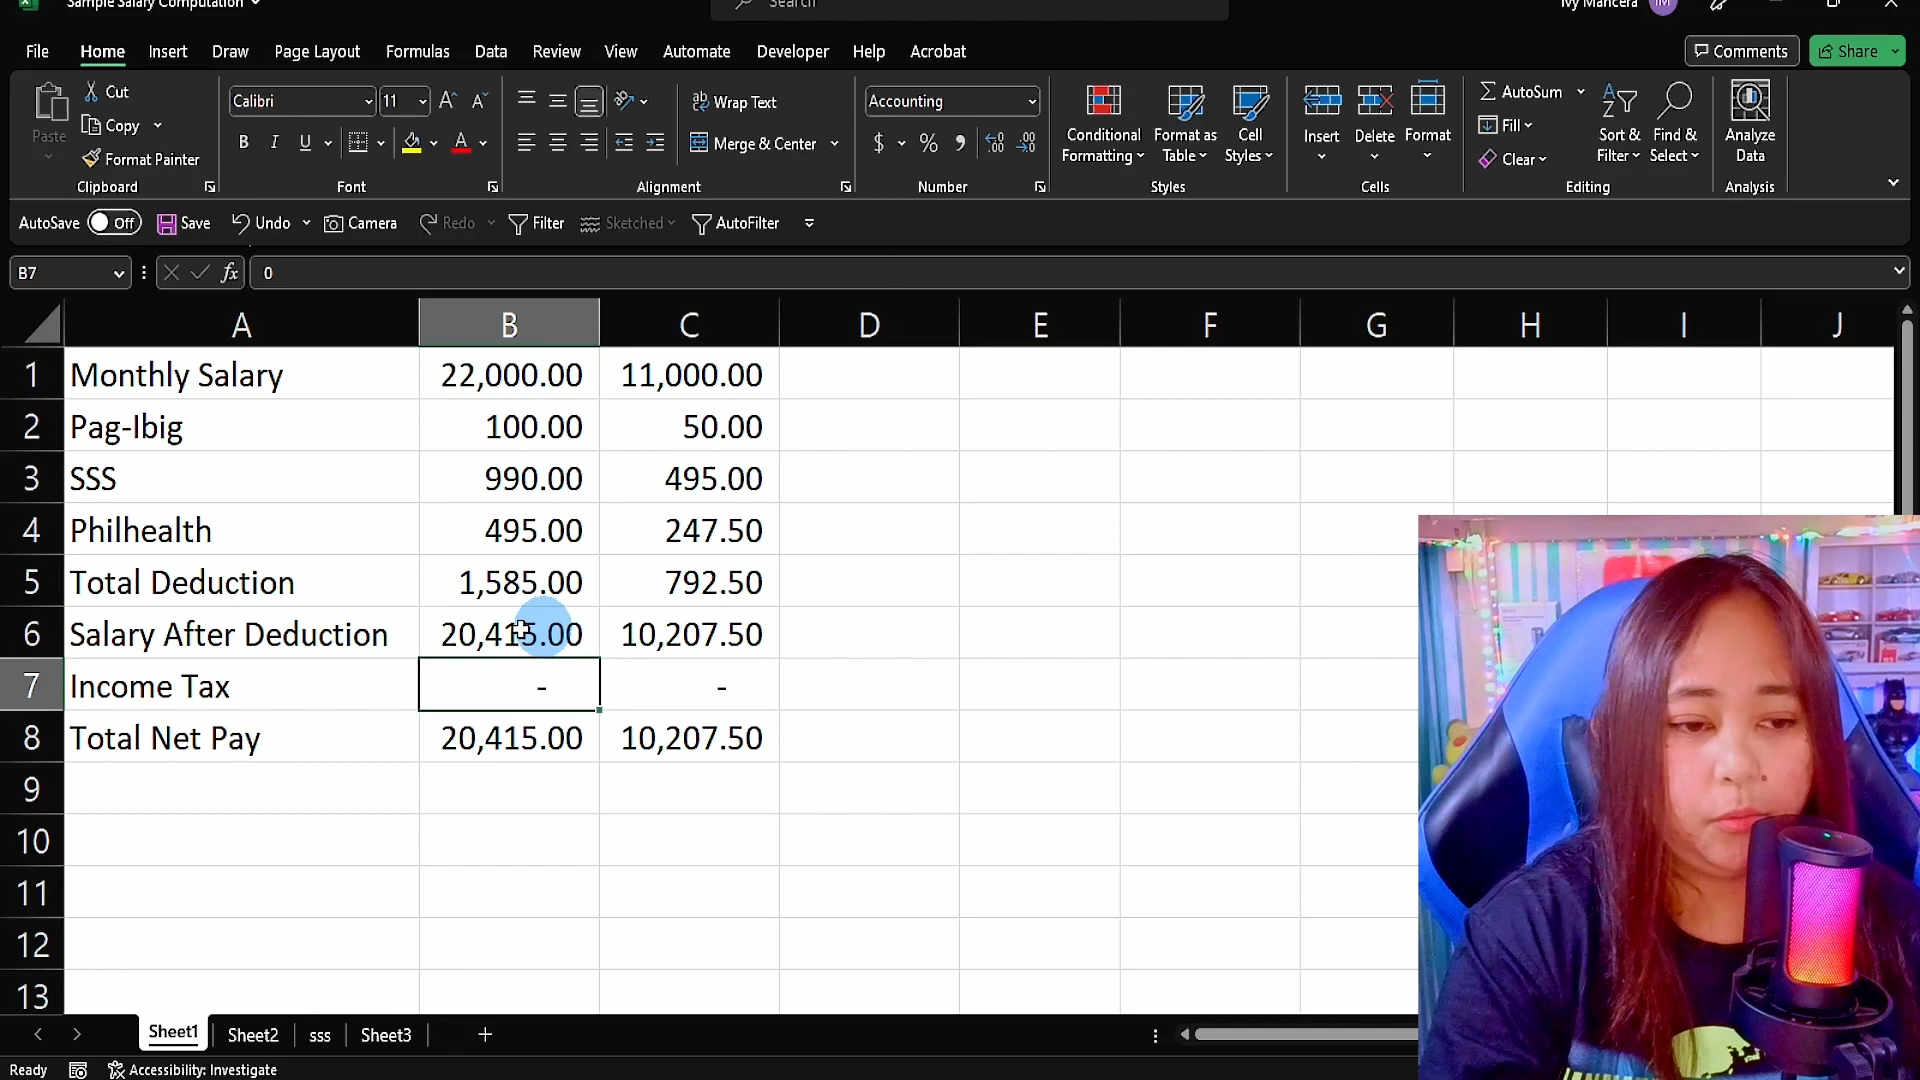 Sample Salary Computation
Search
Ivy Mancera
IM
File Home Insert Draw Page Layout Formulas Data Review View Automate Developer Help Acrobat
Comments Share
Paste
Cut
Copy
Format Painter
Clipboard
Calibri 11
B I U
Font
Wrap Text
Merge & Center
Alignment
Accounting
$ % ,
Number
Conditional Formatting
Format as Table
Cell Styles
Styles
Insert Delete Format
Cells
AutoSum
Fill
Clear
Sort & Filter
Find & Select
Editing
Analyze Data
Analysis
AutoSave Off Save Undo Camera Redo Filter Sketched AutoFilter
B7 fx 0
A B C D E F G H I J
1 Monthly Salary 22,000.00 11,000.00
2 Pag-Ibig 100.00 50.00
3 SSS 990.00 495.00
4 Philhealth 495.00 247.50
5 Total Deduction 1,585.00 792.50
6 Salary After Deduction 20,415.00 10,207.50
7 Income Tax - -
8 Total Net Pay 20,415.00 10,207.50
9
10
11
12
13
Sheet1 Sheet2 sss Sheet3
Ready Accessibility: Investigate